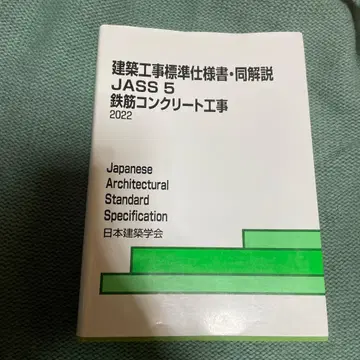 建築工事標準仕様書・同解説
JASS 5
鉄筋コンクリート工事
2022
Japanese
Architectural
Standard
Specification
日本建築学会